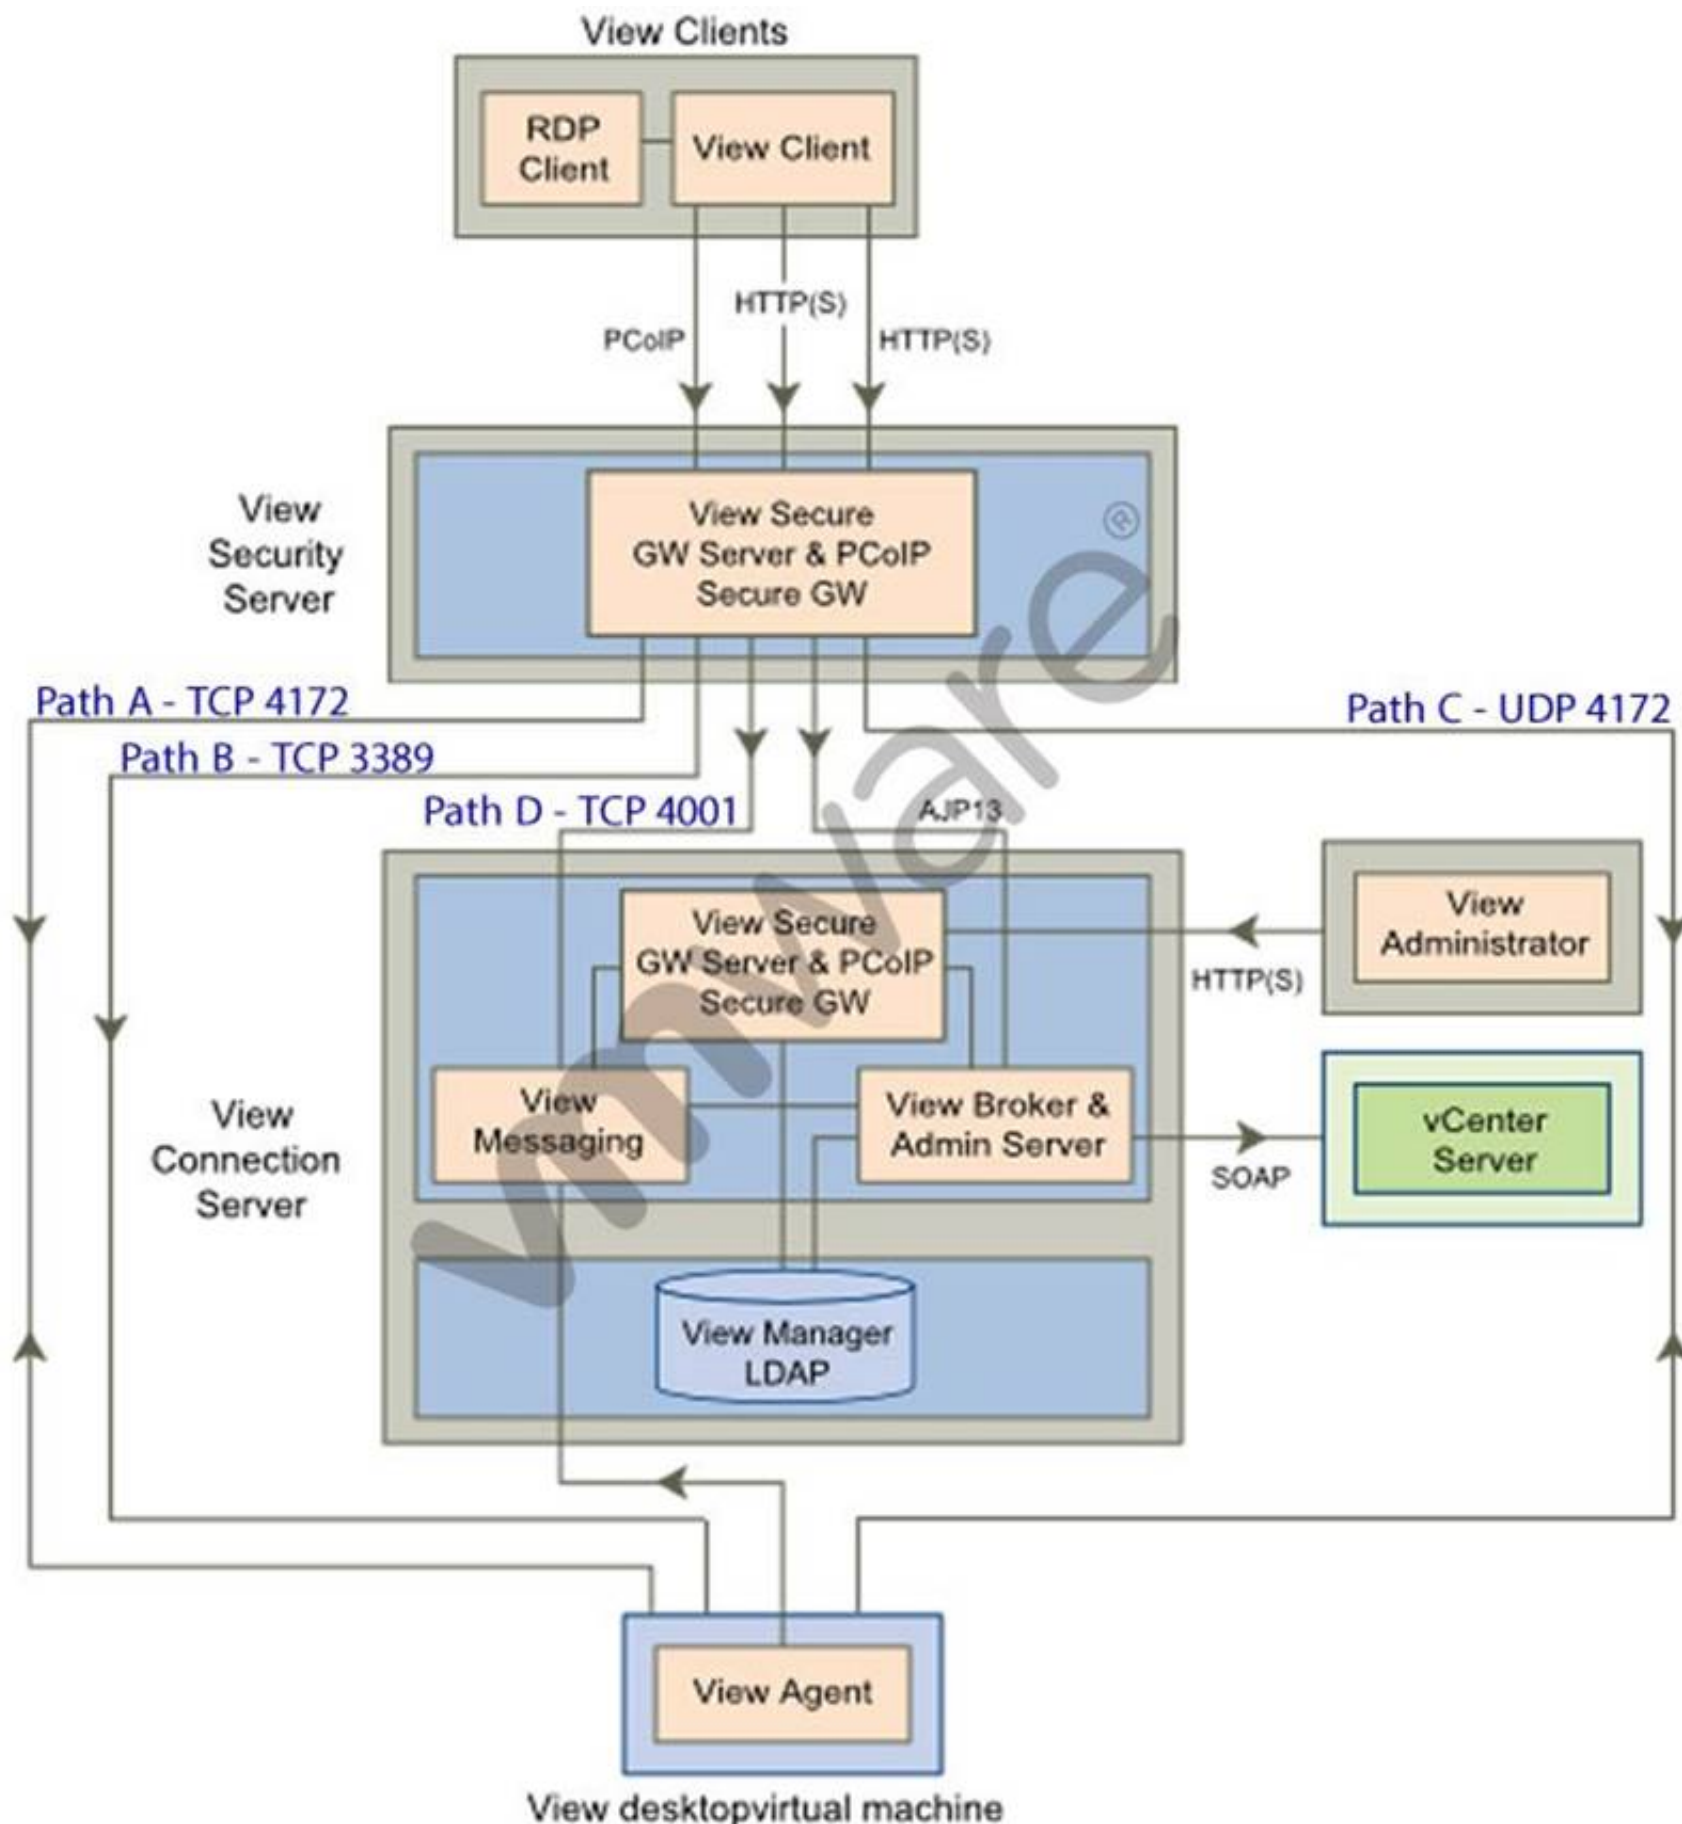 View Clients
RDP
Client
View Client
PCoIP
HTTP(S)
HTTP(S)
View
Security
Server
View Secure
GW Server & PCoIP
Secure GW
®
Path A - TCP 4172
Path B - TCP 3389
Path C - UDP 4172
Path D - TCP 4001
AJP13
vmware
View Secure
GW Server & PCoIP
Secure GW
View
Administrator
HTTP(S)
View
Connection
Server
View
Messaging
View Broker &
Admin Server
SOAP
vCenter
Server
View Manager
LDAP
View Agent
View desktopvirtual machine